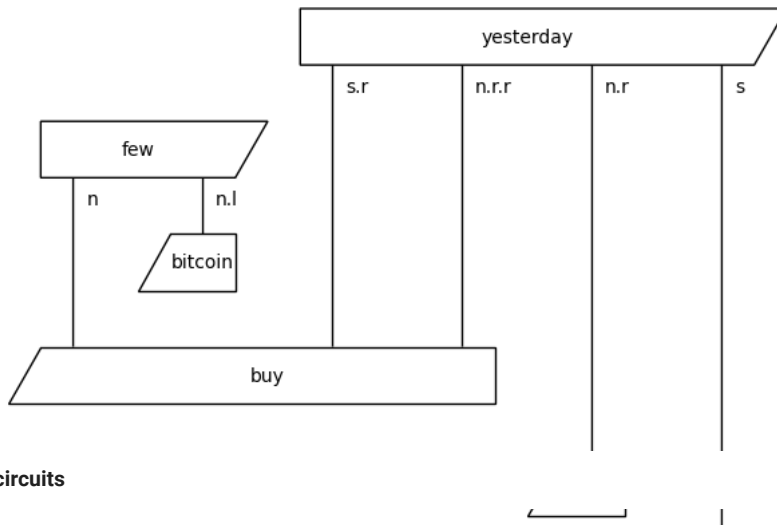 yesterday
s.r n.r.r n.r s
few
n n.l
bitcoin
buy
circuits